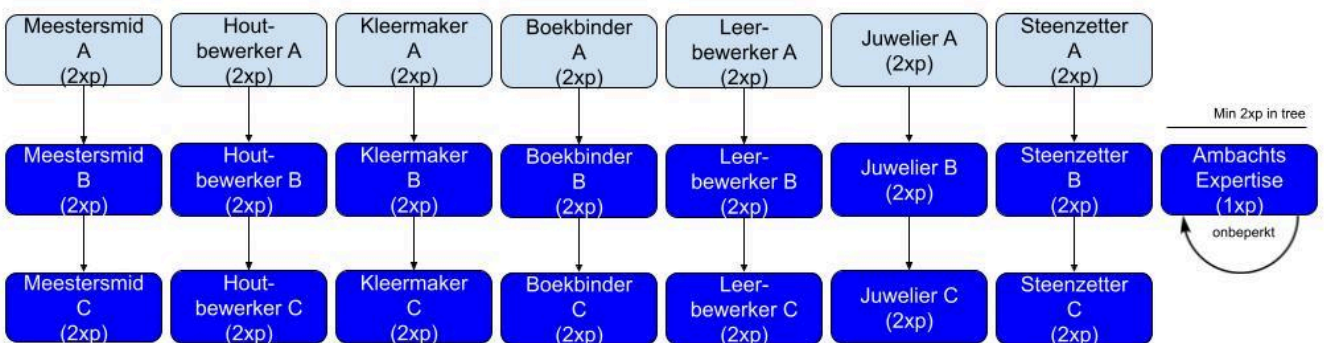 Meestersmid
A
(2xp)
Hout-
bewerker A
(2xp)
Kleermaker
A
(2xp)
Boekbinder
A
(2xp)
Leer-
bewerker A
(2xp)
Juwelier A
(2xp)
Steenzetter
A
(2xp)
Min 2xp in tree
Meestersmid
B
(2xp)
Hout-
bewerker B
(2xp)
Kleermaker
B
(2xp)
Boekbinder
B
(2xp)
Leer-
bewerker B
(2xp)
Juwelier B
(2xp)
Steenzetter
B
(2xp)
Ambachts
Expertise
(1xp)
onbeperkt
Meestersmid
C
(2xp)
Hout-
bewerker C
(2xp)
Kleermaker
C
(2xp)
Boekbinder
C
(2xp)
Leer-
bewerker C
(2xp)
Juwelier C
(2xp)
Steenzetter
C
(2xp)